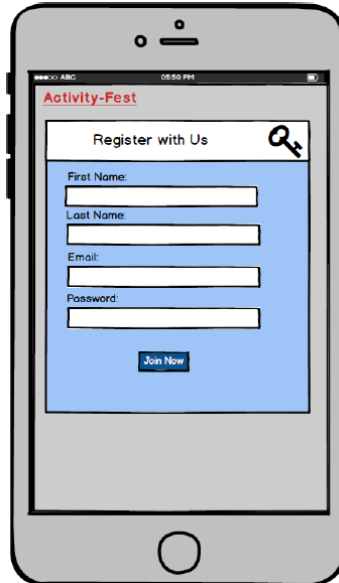 ABC 05:50 PM
Activity-Fest
Register with Us
First Name:
Last Name:
Email:
Password:
Join Now